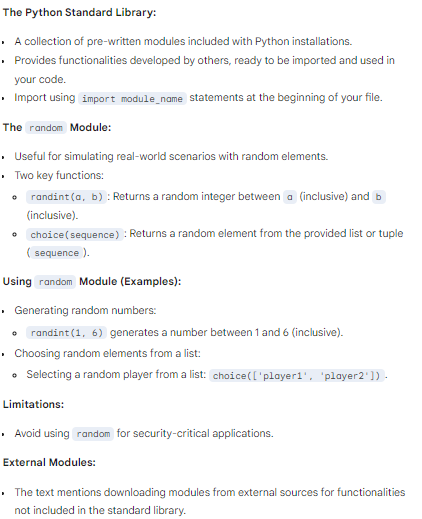 The Python Standard Library:
• A collection of pre-written modules included with Python installations.
• Provides functionalities developed by others, ready to be imported and used in
your code.
• Import using import module_name statements at the beginning of your file.
The random Module:
• Useful for simulating real-world scenarios with random elements.
• Two key functions:
○ randint(a, b) : Returns a random integer between a (inclusive) and b
(inclusive).
○ choice(sequence) : Returns a random element from the provided list or tuple
( sequence ).
Using random Module (Examples):
• Generating random numbers:
○ randint(1, 6) generates a number between 1 and 6 (inclusive).
• Choosing random elements from a list:
○ Selecting a random player from a list: choice(['player1', 'player2']) .
Limitations:
• Avoid using random for security-critical applications.
External Modules:
• The text mentions downloading modules from external sources for functionalities
not included in the standard library.